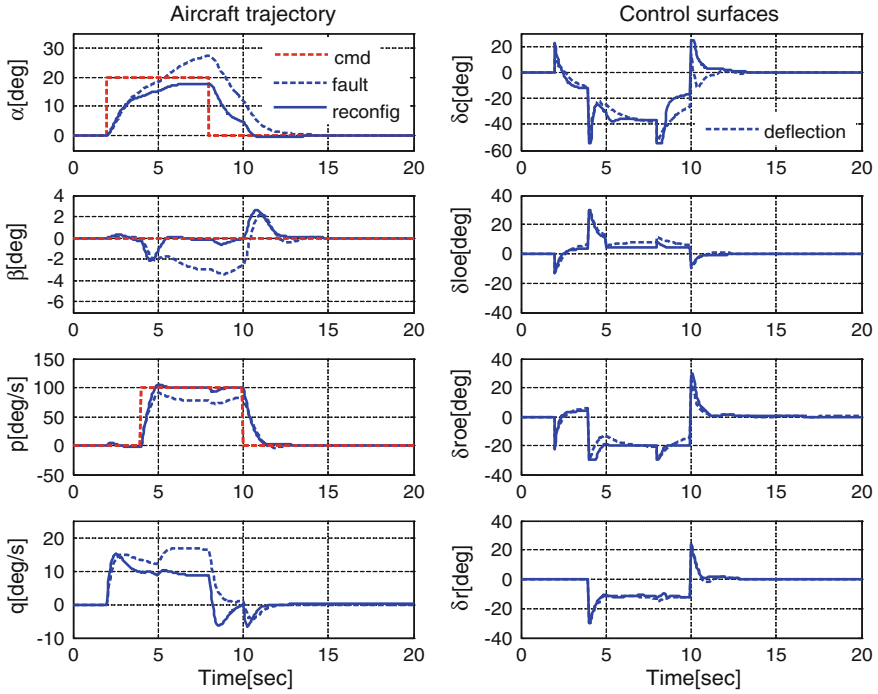 Aircraft trajectory
α[deg]
30
20
10
0
cmd
fault
reconfig
0 5 10 15 20
β[deg]
4
2
0
-2
-4
-6
0 5 10 15 20
p[deg/s]
150
100
50
0
-50
0 5 10 15 20
q[deg/s]
20
10
0
-10
0 5 10 15 20
Time[sec]
Control surfaces
δc[deg]
20
0
-20
-40
-60
deflection
0 5 10 15 20
δloe[deg]
40
20
0
-20
-40
0 5 10 15 20
δroe[deg]
40
20
0
-20
-40
0 5 10 15 20
δr[deg]
40
20
0
-20
-40
0 5 10 15 20
Time[sec]